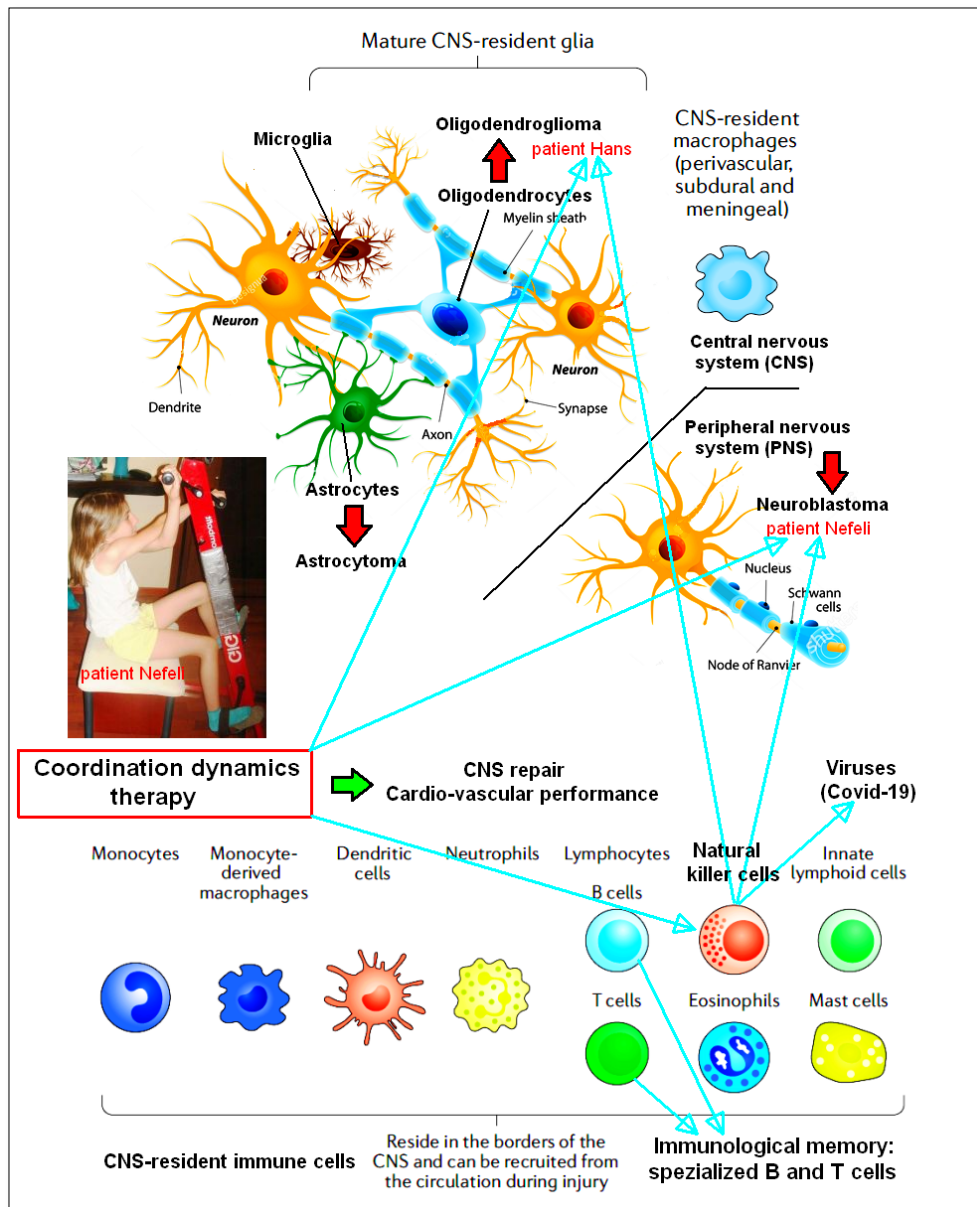 Mature CNS-resident glia
Oligodendroglioma
patient Hans
Microglia
Oligodendrocytes
Myelin sheath
CNS-resident
macrophages
(perivascular,
subdural and
meningeal)
Neuron
Neuron
Dendrite
Axon
Synapse
Central nervous
system (CNS)
Peripheral nervous
system (PNS)
Astrocytes
Astrocytoma
Neuroblastoma
patient Nefeli
Nucleus
Schwann
cells
Node of Ranvier
patient Nefeli
Coordination dynamics
therapy
CNS repair
Cardio-vascular performance
Viruses
(Covid-19)
Monocytes
Monocyte-
derived
macrophages
Dendritic
cells
Neutrophils
Lymphocytes
B cells
Natural
killer cells
Innate
lymphoid cells
T cells
Eosinophils
Mast cells
CNS-resident immune cells
Reside in the borders of the
CNS and can be recruited from
the circulation during injury
Immunological memory:
spezialized B and T cells